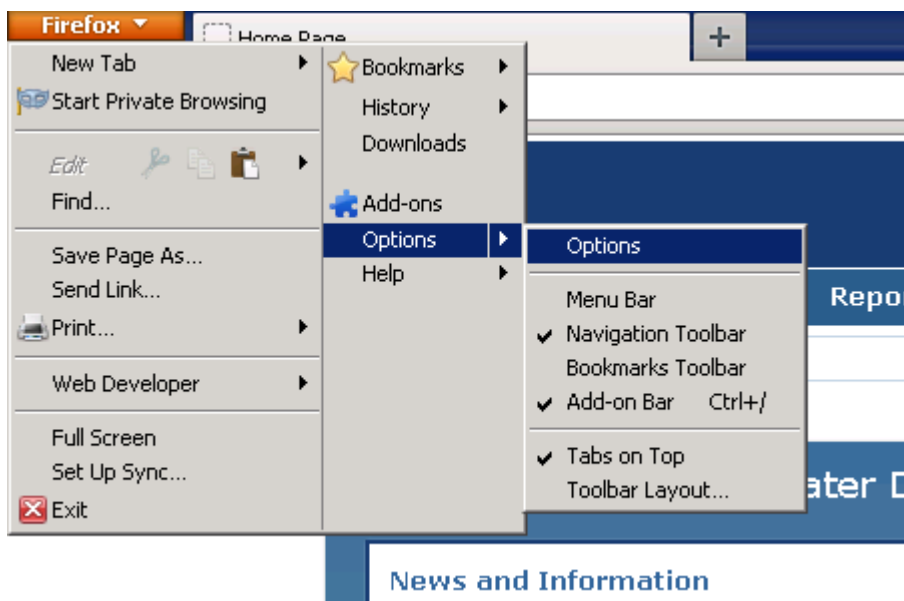 Firefox
Home Page
+
New Tab
Start Private Browsing
Edit
Find...
Save Page As...
Send Link...
Print...
Web Developer
Full Screen
Set Up Sync...
Exit
Bookmarks
History
Downloads
Add-ons
Options
Help
Options
Menu Bar
Navigation Toolbar
Bookmarks Toolbar
Add-on Bar Ctrl+/
Tabs on Top
Toolbar Layout...
Repo
ater D
News and Information